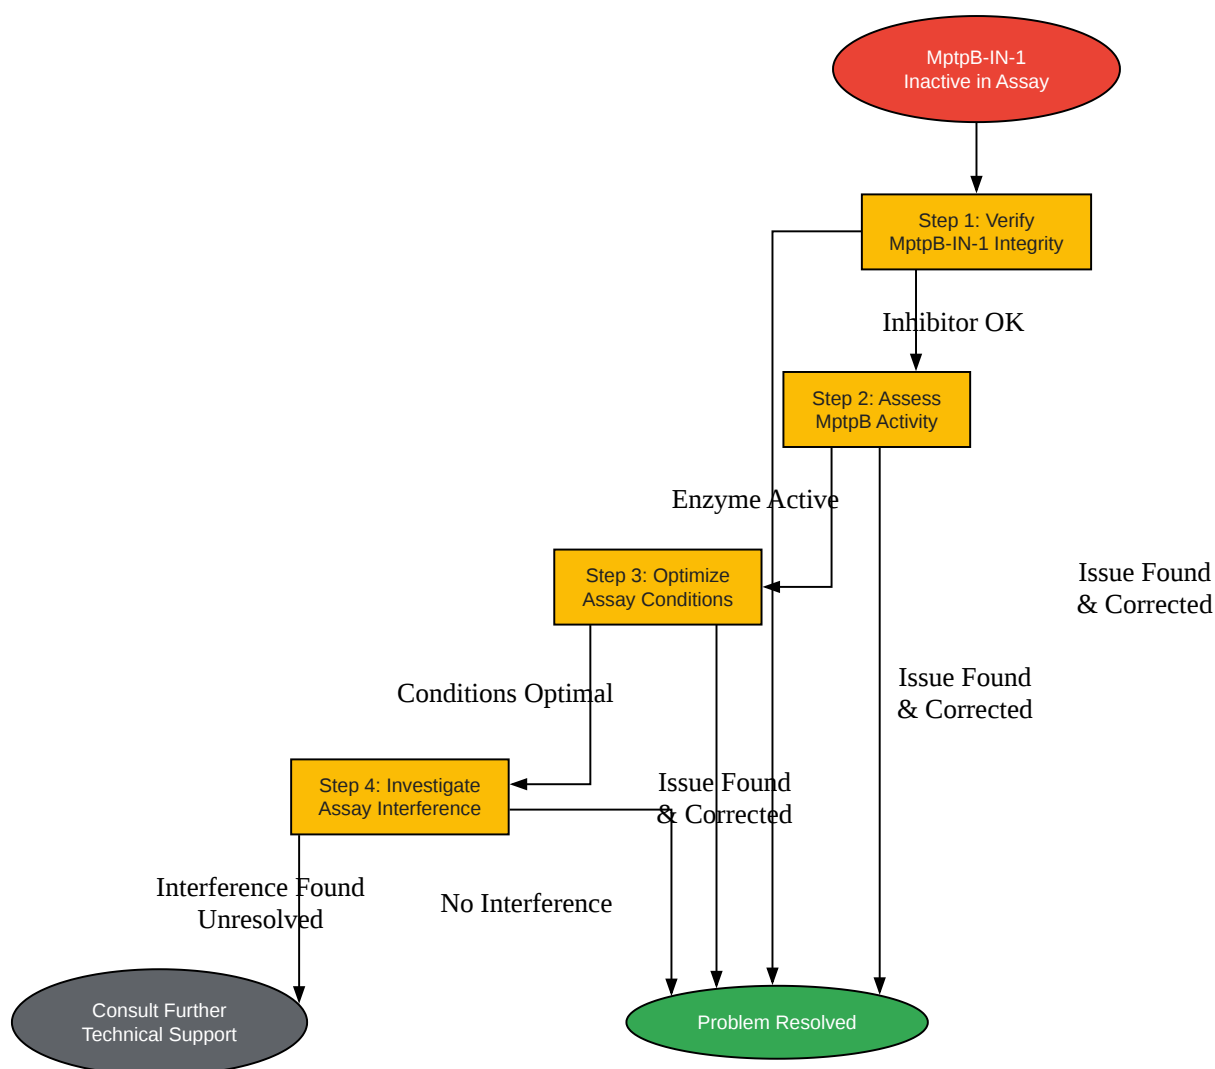 MptpB-IN-1
Inactive in Assay
Step 1: Verify
MptpB-IN-1 Integrity
Inhibitor OK
Step 2: Assess
MptpB Activity
Enzyme Active
Step 3: Optimize
Assay Conditions
Issue Found
& Corrected
Issue Found
& Corrected
Conditions Optimal
Step 4: Investigate
Assay Interference
Issue Found
& Corrected
Interference Found
Unresolved
No Interference
Consult Further
Technical Support
Problem Resolved